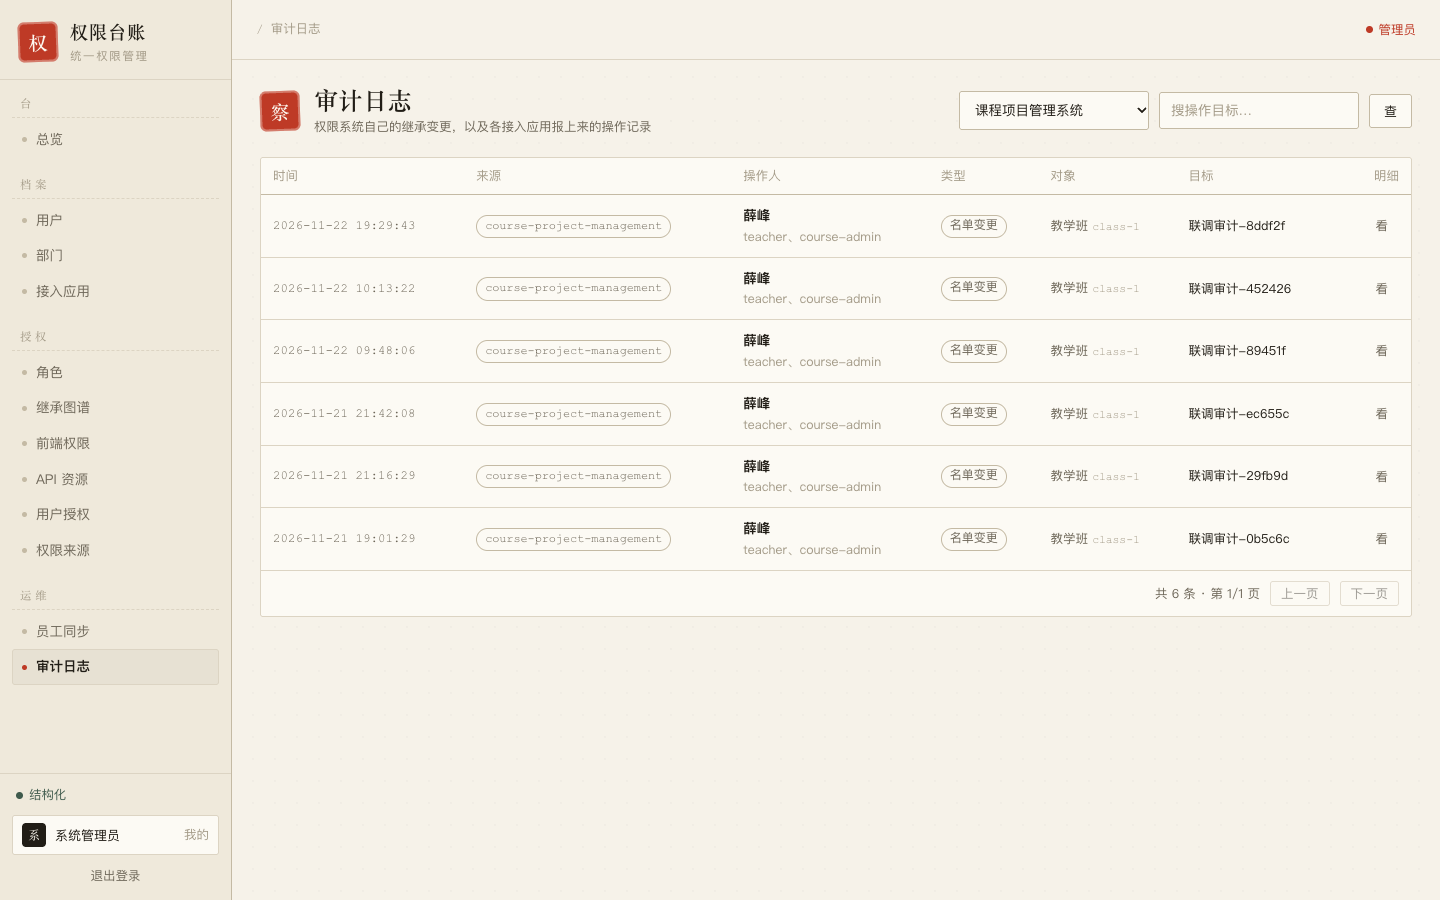 权
权限台账
统一权限管理
台
总览
档案
用户
部门
接入应用
授权
角色
继承图谱
前端权限
API 资源
用户授权
权限来源
运维
员工同步
审计日志
结构化
系 系统管理员 我的
退出登录
/ 审计日志
管理员
察
审计日志
权限系统自己的继承变更，以及各接入应用报上来的操作记录
课程项目管理系统 搜操作目标... 查
时间 来源 操作人 类型 对象 目标 明细
2026-11-22 19:29:43 course-project-management 薛峰 teacher、course-admin 名单变更 教学班 class-1 联调审计-8ddf2f 看
2026-11-22 10:13:22 course-project-management 薛峰 teacher、course-admin 名单变更 教学班 class-1 联调审计-452426 看
2026-11-22 09:48:06 course-project-management 薛峰 teacher、course-admin 名单变更 教学班 class-1 联调审计-89451f 看
2026-11-21 21:42:08 course-project-management 薛峰 teacher、course-admin 名单变更 教学班 class-1 联调审计-ec655c 看
2026-11-21 21:16:29 course-project-management 薛峰 teacher、course-admin 名单变更 教学班 class-1 联调审计-29fb9d 看
2026-11-21 19:01:29 course-project-management 薛峰 teacher、course-admin 名单变更 教学班 class-1 联调审计-0b5c6c 看
共 6 条 · 第 1/1 页 上一页 下一页